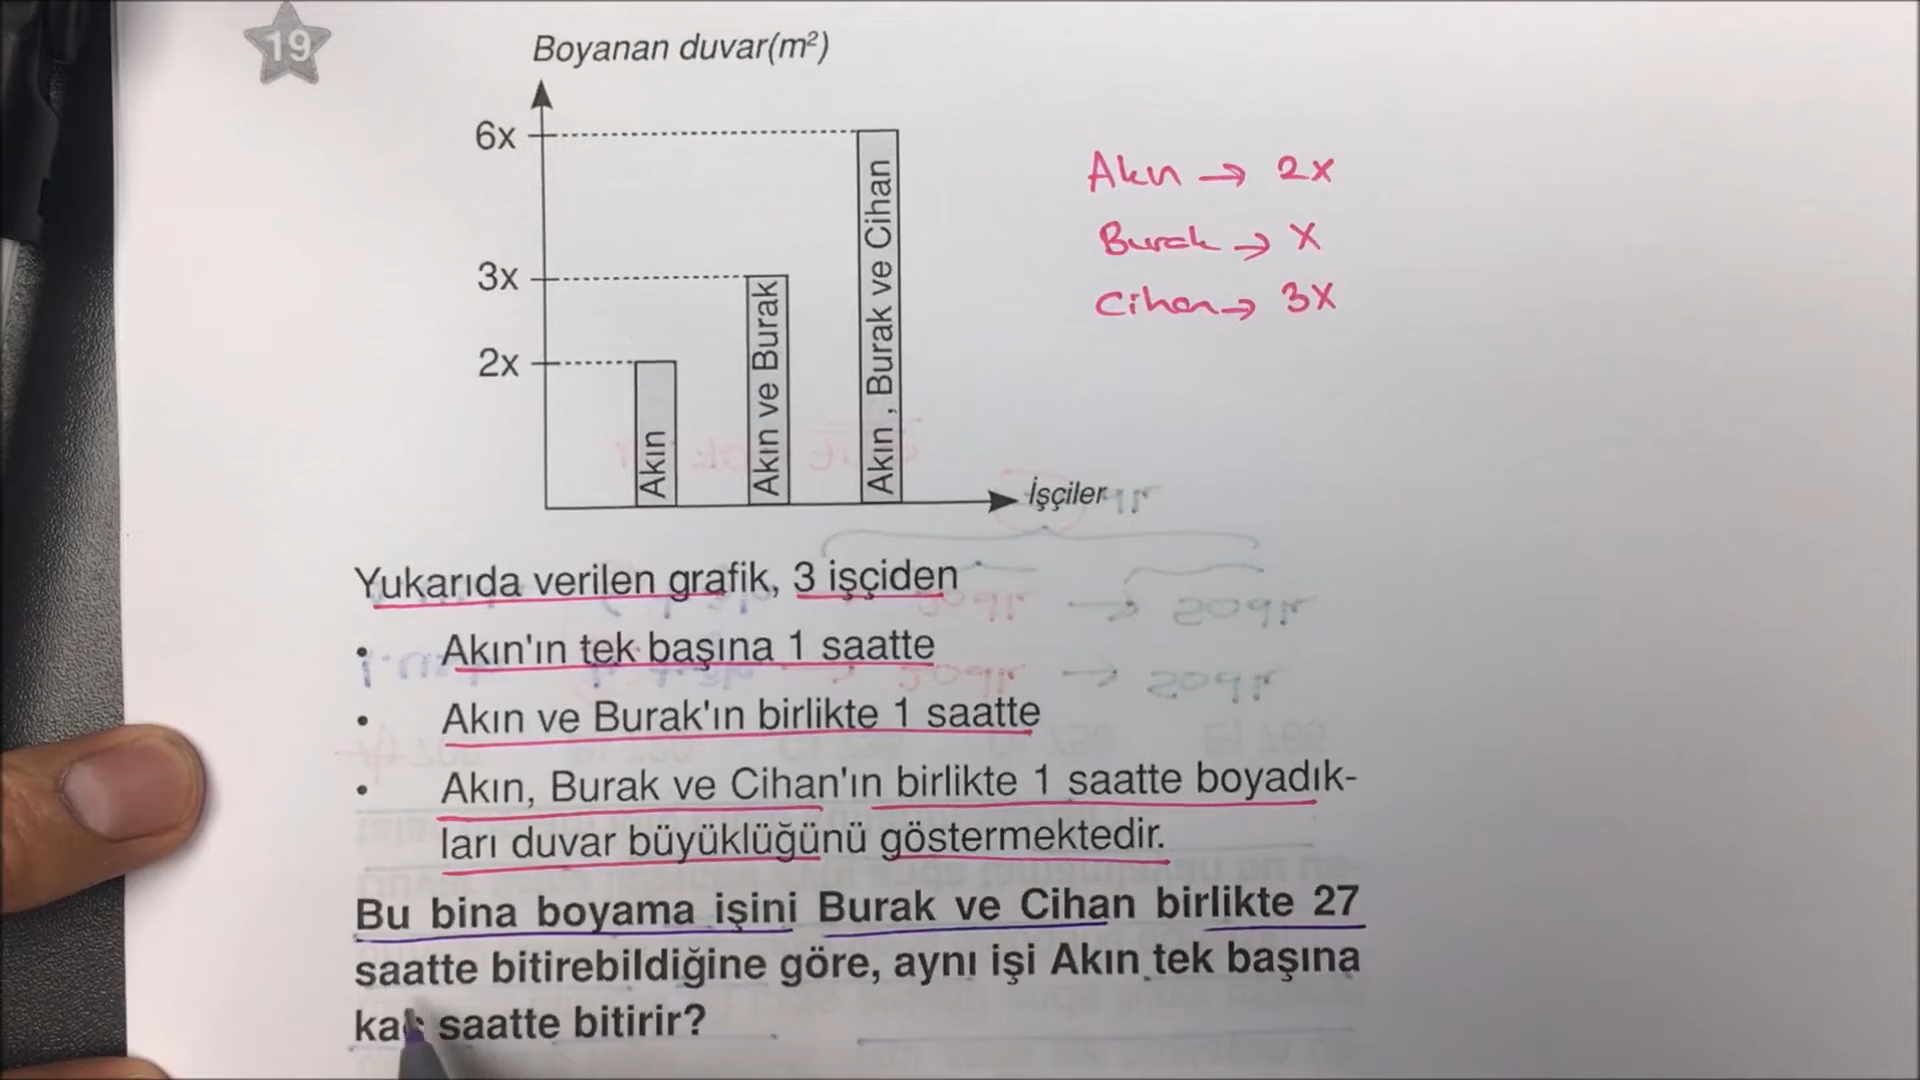 19
Boyanan duvar(m²)
6x
3x
2x
Akın
Akın ve Burak
Akın , Burak ve Cihan
İşçiler
Akın → 2x
Burak → x
Cihan → 3x
Yukarıda verilen grafik, 3 işçiden
• Akın'ın tek başına 1 saatte
• Akın ve Burak'ın birlikte 1 saatte
• Akın, Burak ve Cihan'ın birlikte 1 saatte boyadık-
ları duvar büyüklüğünü göstermektedir.
Bu bina boyama işini Burak ve Cihan birlikte 27
saatte bitirebildiğine göre, aynı işi Akın tek başına
saatte bitirir?